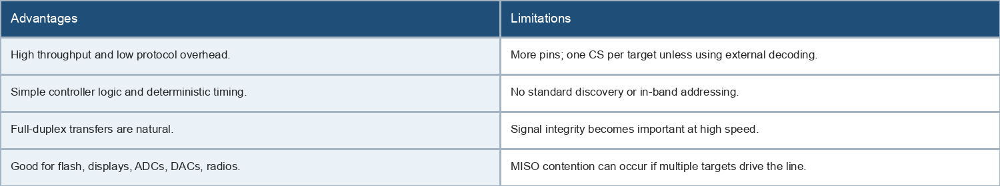 Advantages
Limitations
High throughput and low protocol overhead.
More pins; one CS per target unless using external decoding.
Simple controller logic and deterministic timing.
No standard discovery or in-band addressing.
Full-duplex transfers are natural.
Signal integrity becomes important at high speed.
Good for flash, displays, ADCs, DACs, radios.
MISO contention can occur if multiple targets drive the line.